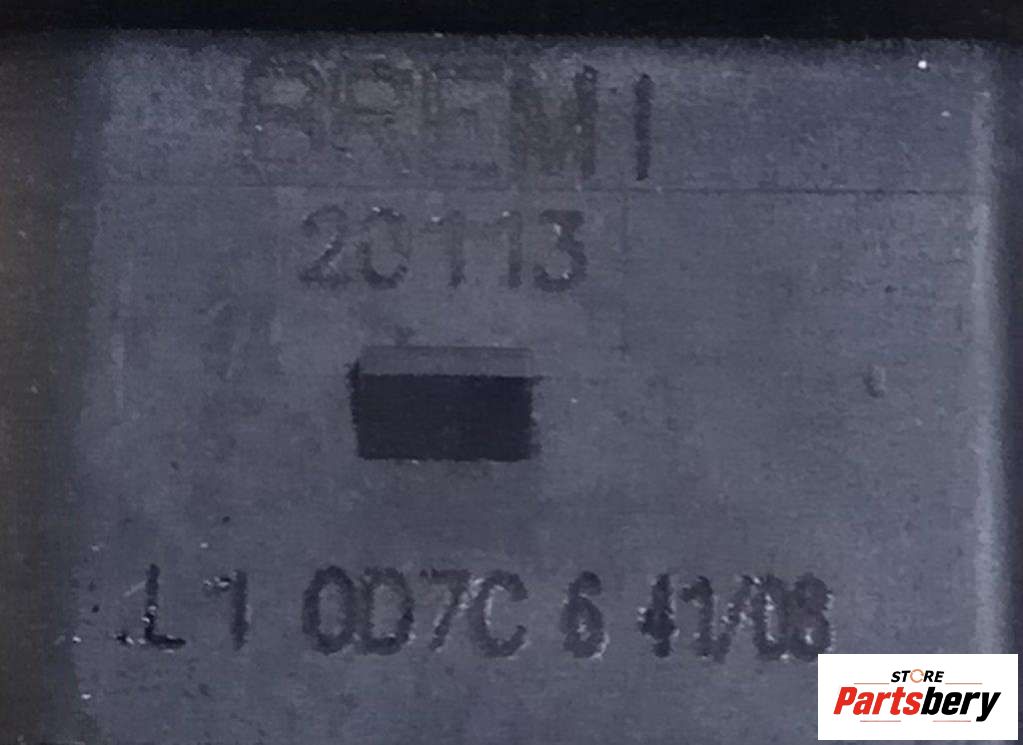 BREMI
20113
L 1 0D7C 6 41/08
STORE
Partsbery